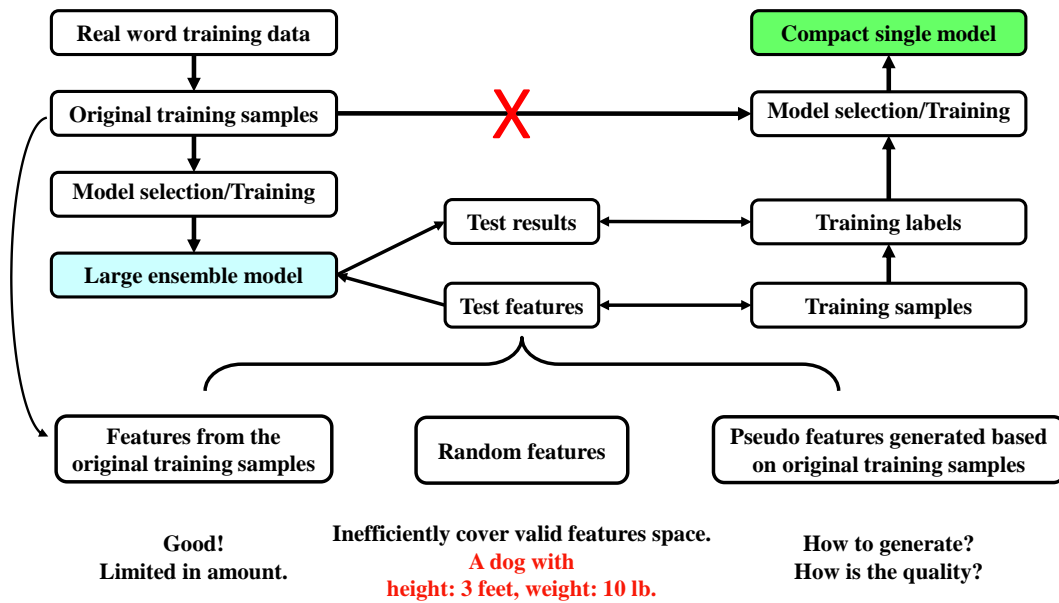 Real word training data
Compact single model
Original training samples
X
Model selection/Training
Model selection/Training
Test results
Training labels
Large ensemble model
Test features
Training samples
Features from the
original training samples
Random features
Pseudo features generated based
on original training samples
Good!
Limited in amount.
Inefficiently cover valid features space.
A dog with
height: 3 feet, weight: 10 lb.
How to generate?
How is the quality?